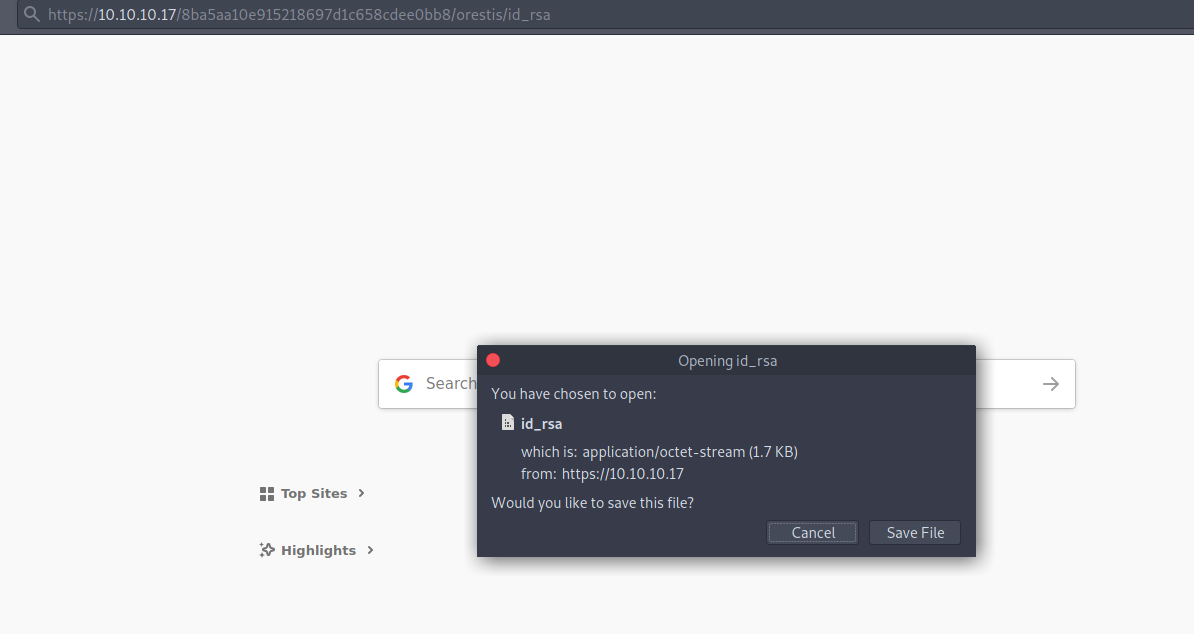 https://10.10.10.17/8ba5aa10e915218697d1c658cdee0bb8/orestis/id_rsa
Opening id_rsa
You have chosen to open:
id_rsa
which is: application/octet-stream (1.7 KB)
from: https://10.10.10.17
Would you like to save this file?
Cancel Save File
Search
Top Sites
Highlights